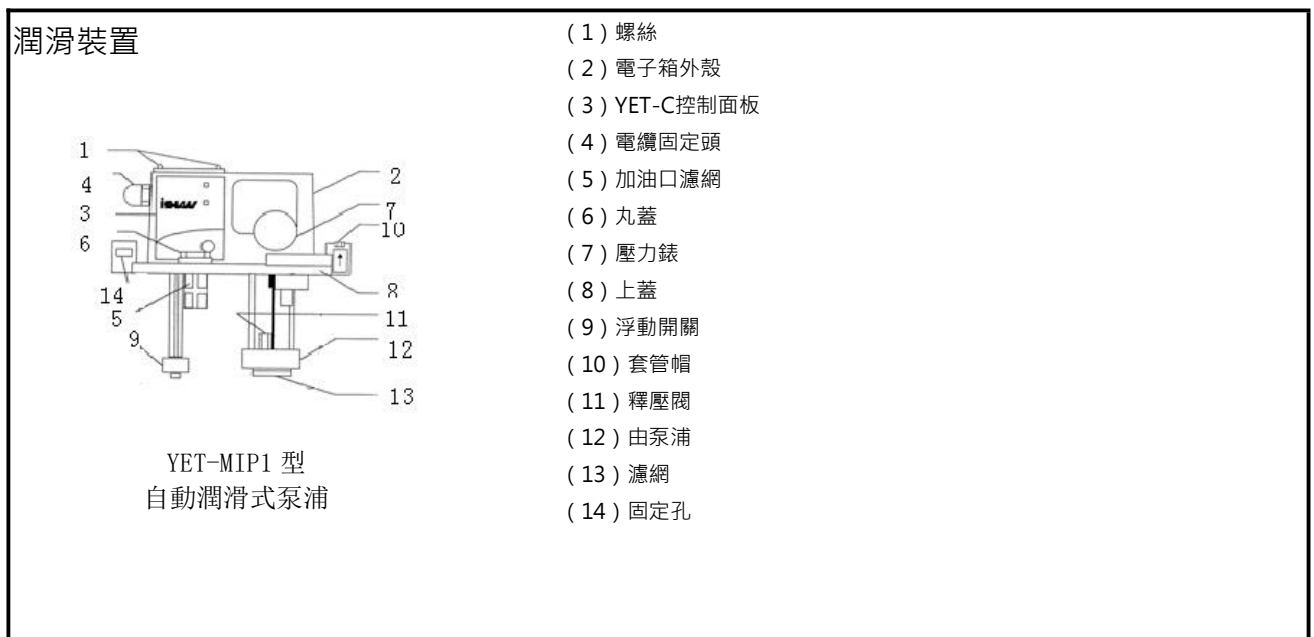 潤滑裝置
1
4
3
6
14
5
9
2
7
10
8
11
12
13
YET-MIP1 型
自動潤滑式泵浦
(1)螺絲
(2)電子箱外殼
(3)YET-C控制面板
(4)電纜固定頭
(5)加油口濾網
(6)丸蓋
(7)壓力錶
(8)上蓋
(9)浮動開關
(10)套管帽
(11)釋壓閥
(12)由泵浦
(13)濾網
(14)固定孔